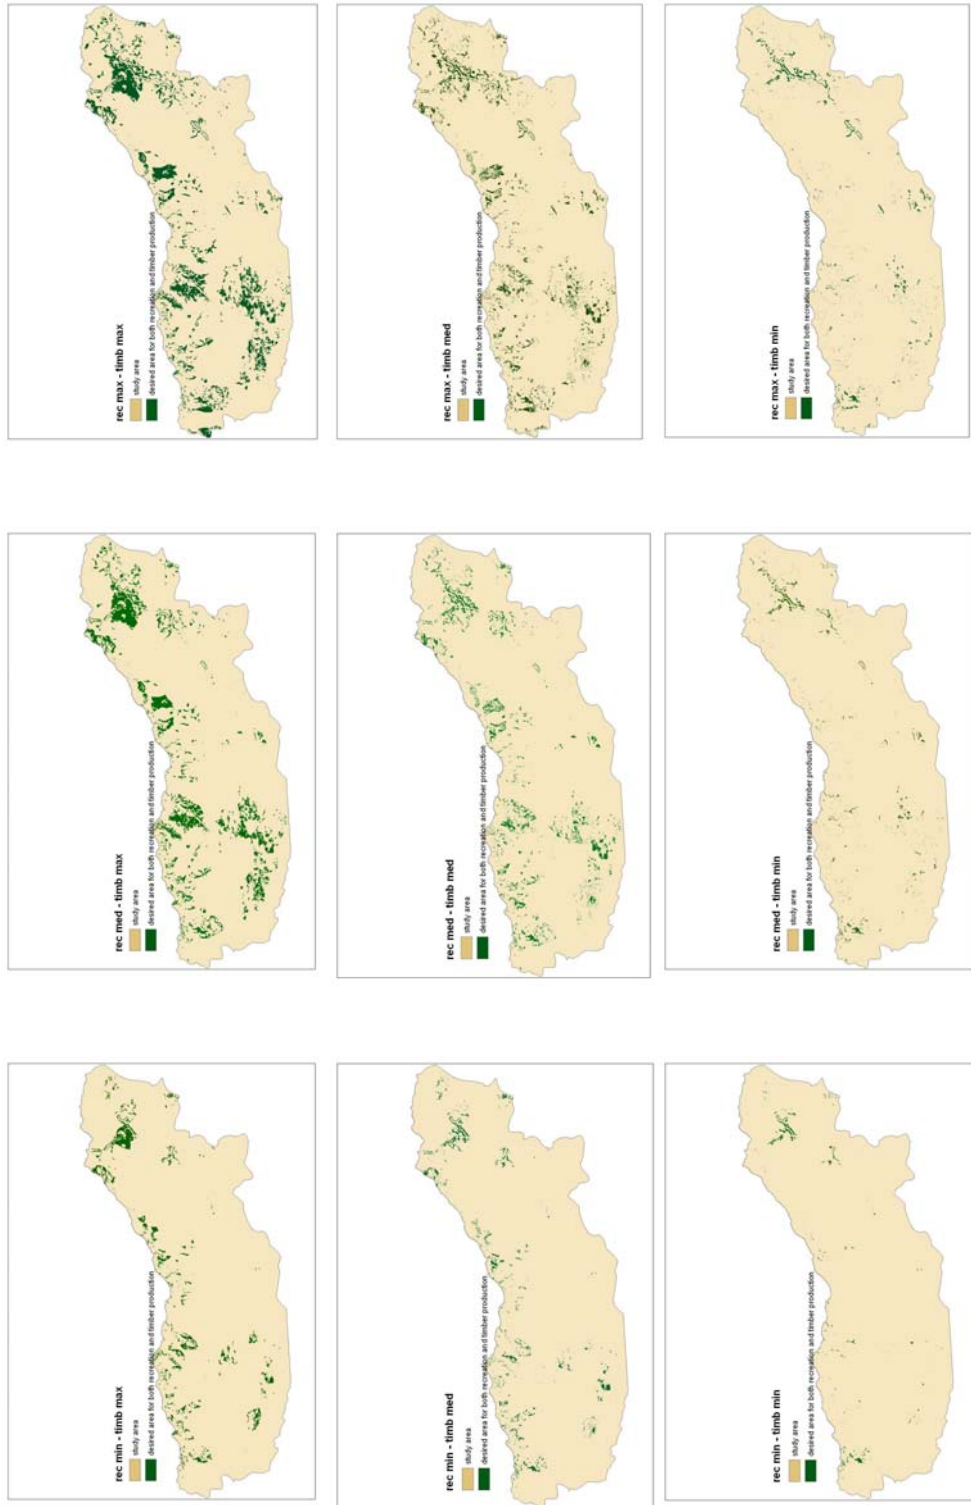 rec min - timb max
study area
desired area for both recreation and timber production
rec med - timb max
study area
desired area for both recreation and timber production
rec max - timb max
study area
desired area for both recreation and timber production
rec min - timb med
study area
desired area for both recreation and timber production
rec med - timb med
study area
desired area for both recreation and timber production
rec max - timb med
study area
desired area for both recreation and timber production
rec min - timb min
study area
desired area for both recreation and timber production
rec med - timb min
study area
desired area for both recreation and timber production
rec max - timb min
study area
desired area for both recreation and timber production